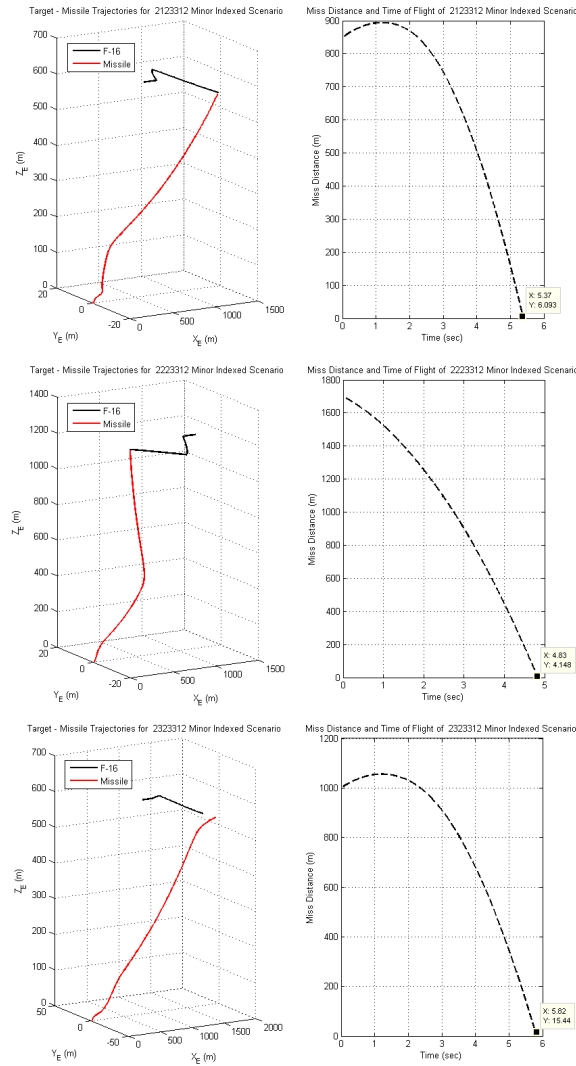 Target - Missile Trajectories for 2123312 Minor Indexed Scenario
F-16
Missile
700
600
500
400
300
200
100
0
Z_E (m)
20
0
-20
Y_E (m)
0
500
1000
1500
X_E (m)
Miss Distance and Time of Flight of 2123312 Minor Indexed Scenario
900
800
700
600
500
400
300
200
100
0
Miss Distance (m)
0
1
2
3
4
5
6
Time (sec)
X: 5.37
Y: 6.093
Target - Missile Trajectories for 2223312 Minor Indexed Scenario
F-16
Missile
1400
1200
1000
800
600
400
200
0
Z_E (m)
20
0
-20
Y_E (m)
0
500
1000
1500
X_E (m)
Miss Distance and Time of Flight of 2223312 Minor Indexed Scenario
1800
1600
1400
1200
1000
800
600
400
200
0
Miss Distance (m)
0
1
2
3
4
5
Time (sec)
X: 4.83
Y: 4.148
Target - Missile Trajectories for 2323312 Minor Indexed Scenario
F-16
Missile
700
600
500
400
300
200
100
0
Z_E (m)
50
0
-50
Y_E (m)
0
500
1000
1500
2000
X_E (m)
Miss Distance and Time of Flight of 2323312 Minor Indexed Scenario
1200
1000
800
600
400
200
0
Miss Distance (m)
0
1
2
3
4
5
6
Time (sec)
X: 5.82
Y: 15.44